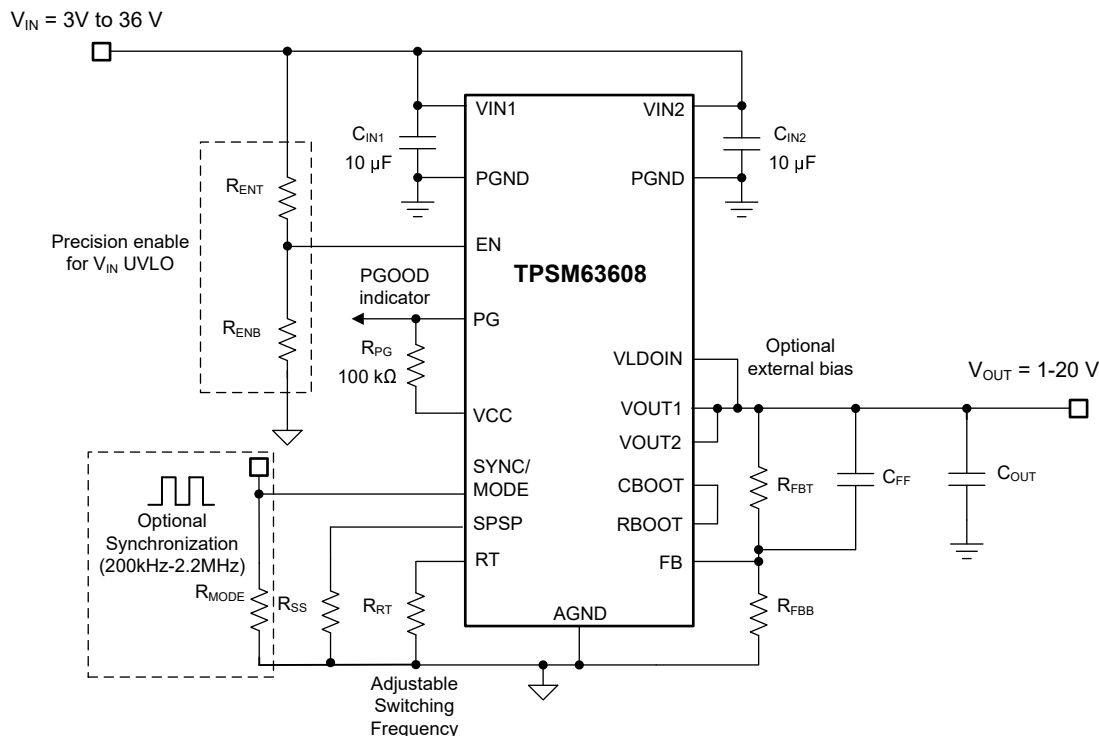 V_IN = 3V to 36 V
VIN1
VIN2
C_IN1
10 µF
C_IN2
10 µF
PGND
PGND
R_ENT
Precision enable
for V_IN UVLO
EN
TPSM63608
PGOOD
indicator
PG
R_ENB
R_PG
100 kΩ
VLDOIN
Optional
external bias
V_OUT = 1-20 V
VCC
VOUT1
VOUT2
SYNC/
MODE
CBOOT
R_FBT
C_FF
C_OUT
Optional
Synchronization
(200kHz-2.2MHz)
SPSP
RBOOT
RT
FB
R_MODE
R_SS
R_RT
R_FBB
AGND
Adjustable
Switching
Frequency